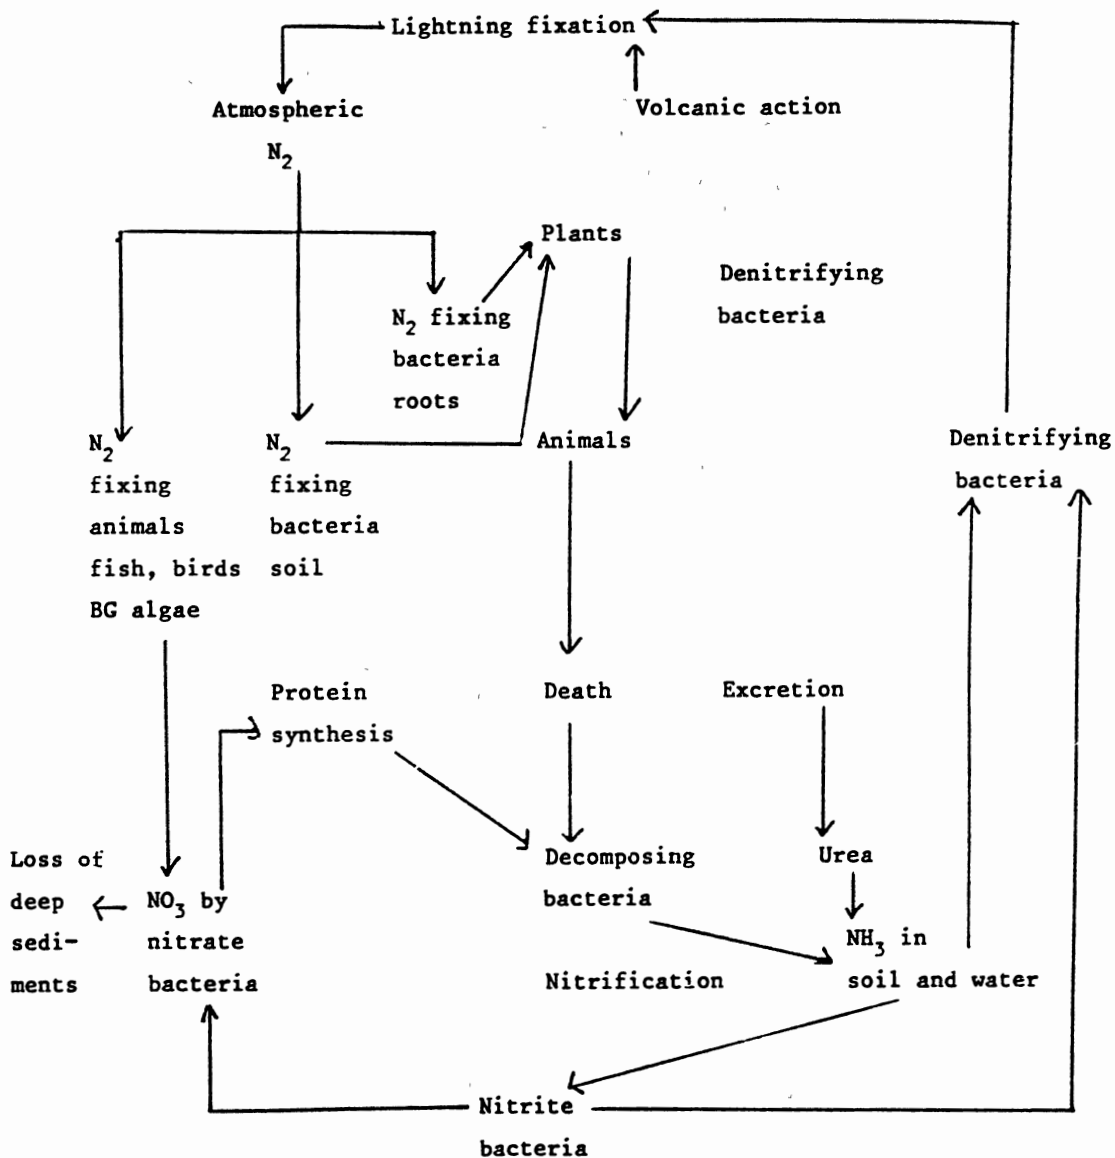 Lightning fixation
Atmospheric
N2
Volcanic action
Plants
Denitrifying
bacteria
N2 fixing
bacteria
roots
N2
fixing
animals
fish, birds
BG algae
N2
fixing
bacteria
soil
Animals
Denitrifying
bacteria
Protein
synthesis
Death
Excretion
Loss of
deep
sedi-
ments
NO3 by
nitrate
bacteria
Decomposing
bacteria
Urea
NH3 in
soil and water
Nitrification
Nitrite
bacteria